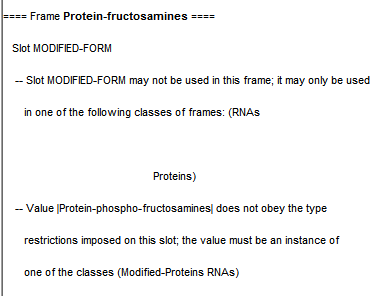 ==== Frame Protein-fructosamines ====
Slot MODIFIED-FORM
-- Slot MODIFIED-FORM may not be used in this frame; it may only be used
in one of the following classes of frames: (RNAs
Proteins)
-- Value |Protein-phospho-fructosamines| does not obey the type
restrictions imposed on this slot; the value must be an instance of
one of the classes (Modified-Proteins RNAs)